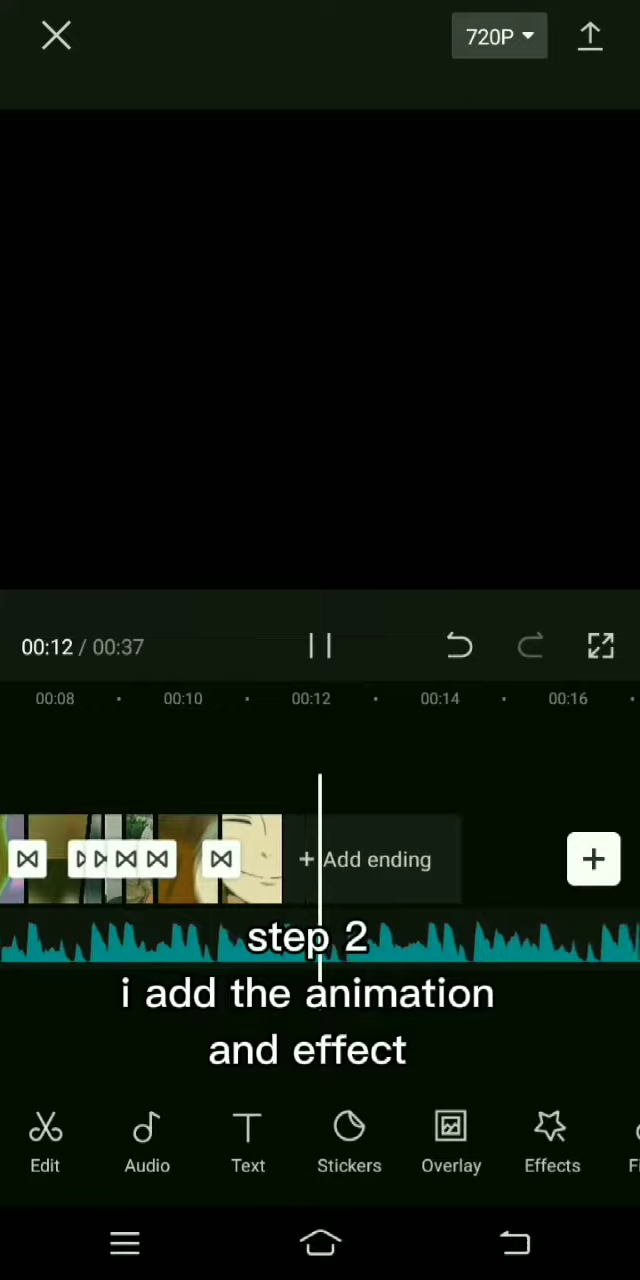 720P
00:12 / 00:37
00:08 00:10 00:12 00:14 00:16
+ Add ending
step 2
i add the animation
and effect
Edit Audio Text Stickers Overlay Effects Fi